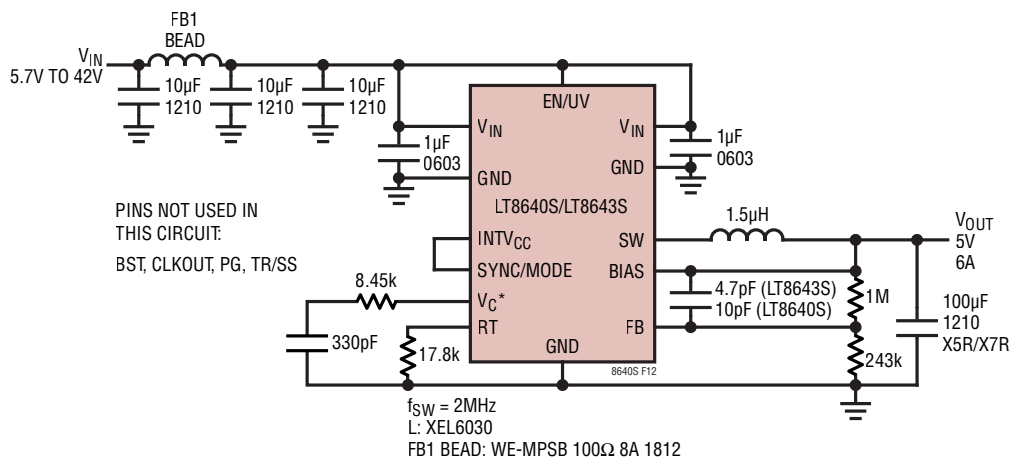 FB1
BEAD
VIN
5.7V TO 42V
10µF
1210
10µF
1210
10µF
1210
EN/UV
VIN
VIN
1µF
0603
1µF
0603
GND
GND
LT8640S/LT8643S
PINS NOT USED IN
THIS CIRCUIT:
BST, CLKOUT, PG, TR/SS
1.5µH
VOUT
5V
6A
INTVCC
SW
SYNC/MODE
BIAS
8.45k
VC*
4.7pF (LT8643S)
10pF (LT8640S)
1M
100µF
1210
X5R/X7R
RT
FB
330pF
17.8k
GND
243k
8640S F12
fSW = 2MHz
L: XEL6030
FB1 BEAD: WE-MPSB 100Ω 8A 1812